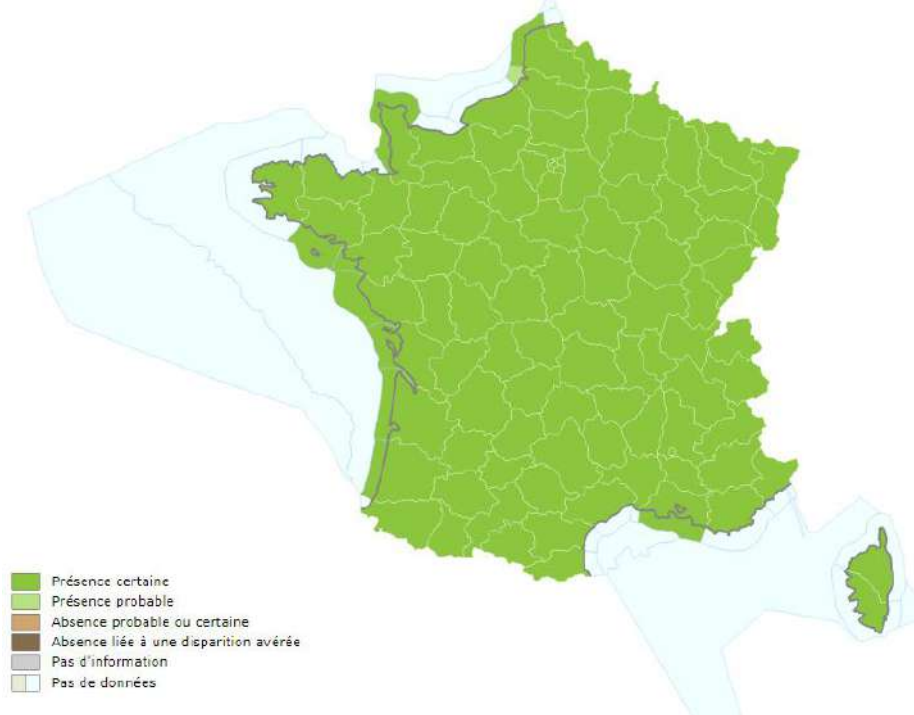 Présence certaine
Présence probable
Absence probable ou certaine
Absence liée à une disparition avérée
Pas d'information
Pas de données